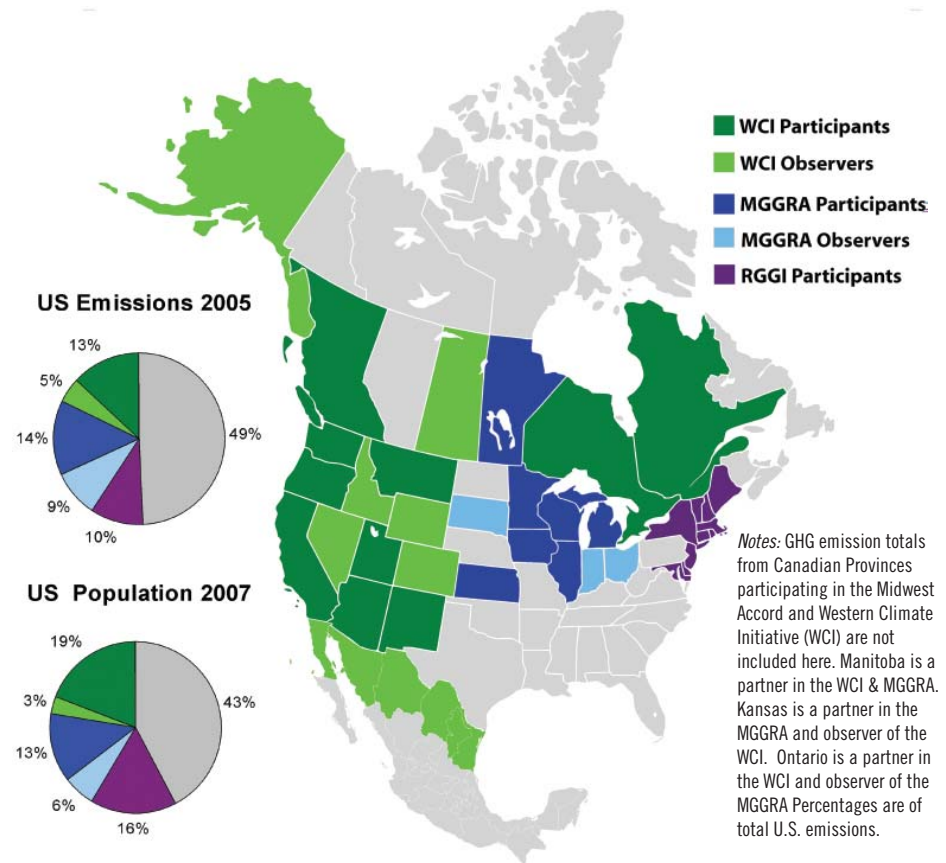 WCI Participants
WCI Observers
MGGRA Participants
MGGRA Observers
RGGI Participants
US Emissions 2005
13%
5%
14%
9%
10%
49%
US Population 2007
19%
3%
13%
6%
16%
43%
Notes: GHG emission totals
from Canadian Provinces
participating in the Midwest
Accord and Western Climate
Initiative (WCI) are not
included here. Manitoba is a
partner in the WCI & MGGRA.
Kansas is a partner in the
MGGRA and observer of the
WCI. Ontario is a partner in
the WCI and observer of the
MGGRA Percentages are of
total U.S. emissions.